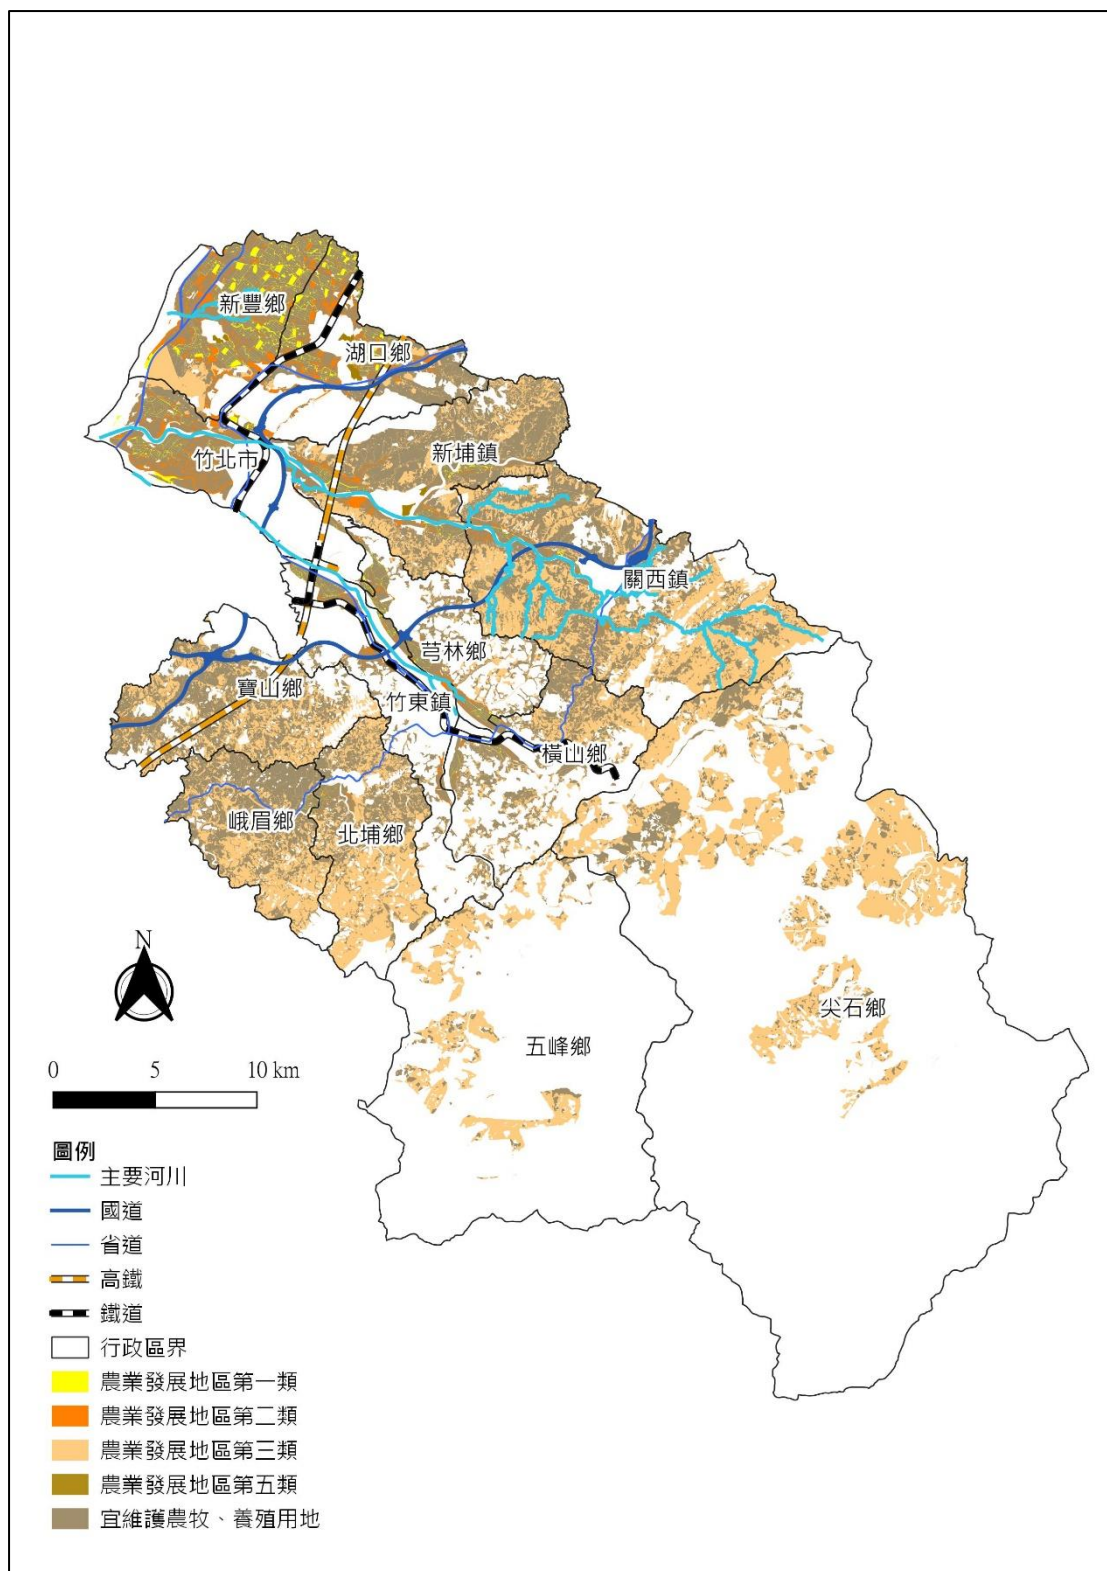 新豐鄉
湖口鄉
新埔鎮
竹北市
關西鎮
芎林鄉
寶山鄉
竹東鎮
橫山鄉
峨眉鄉
北埔鄉
N
尖石鄉
五峰鄉
0 5 10 km
圖例
主要河川
國道
省道
高鐵
鐵道
行政區界
農業發展地區第一類
農業發展地區第二類
農業發展地區第三類
農業發展地區第五類
宜維護農牧、養殖用地